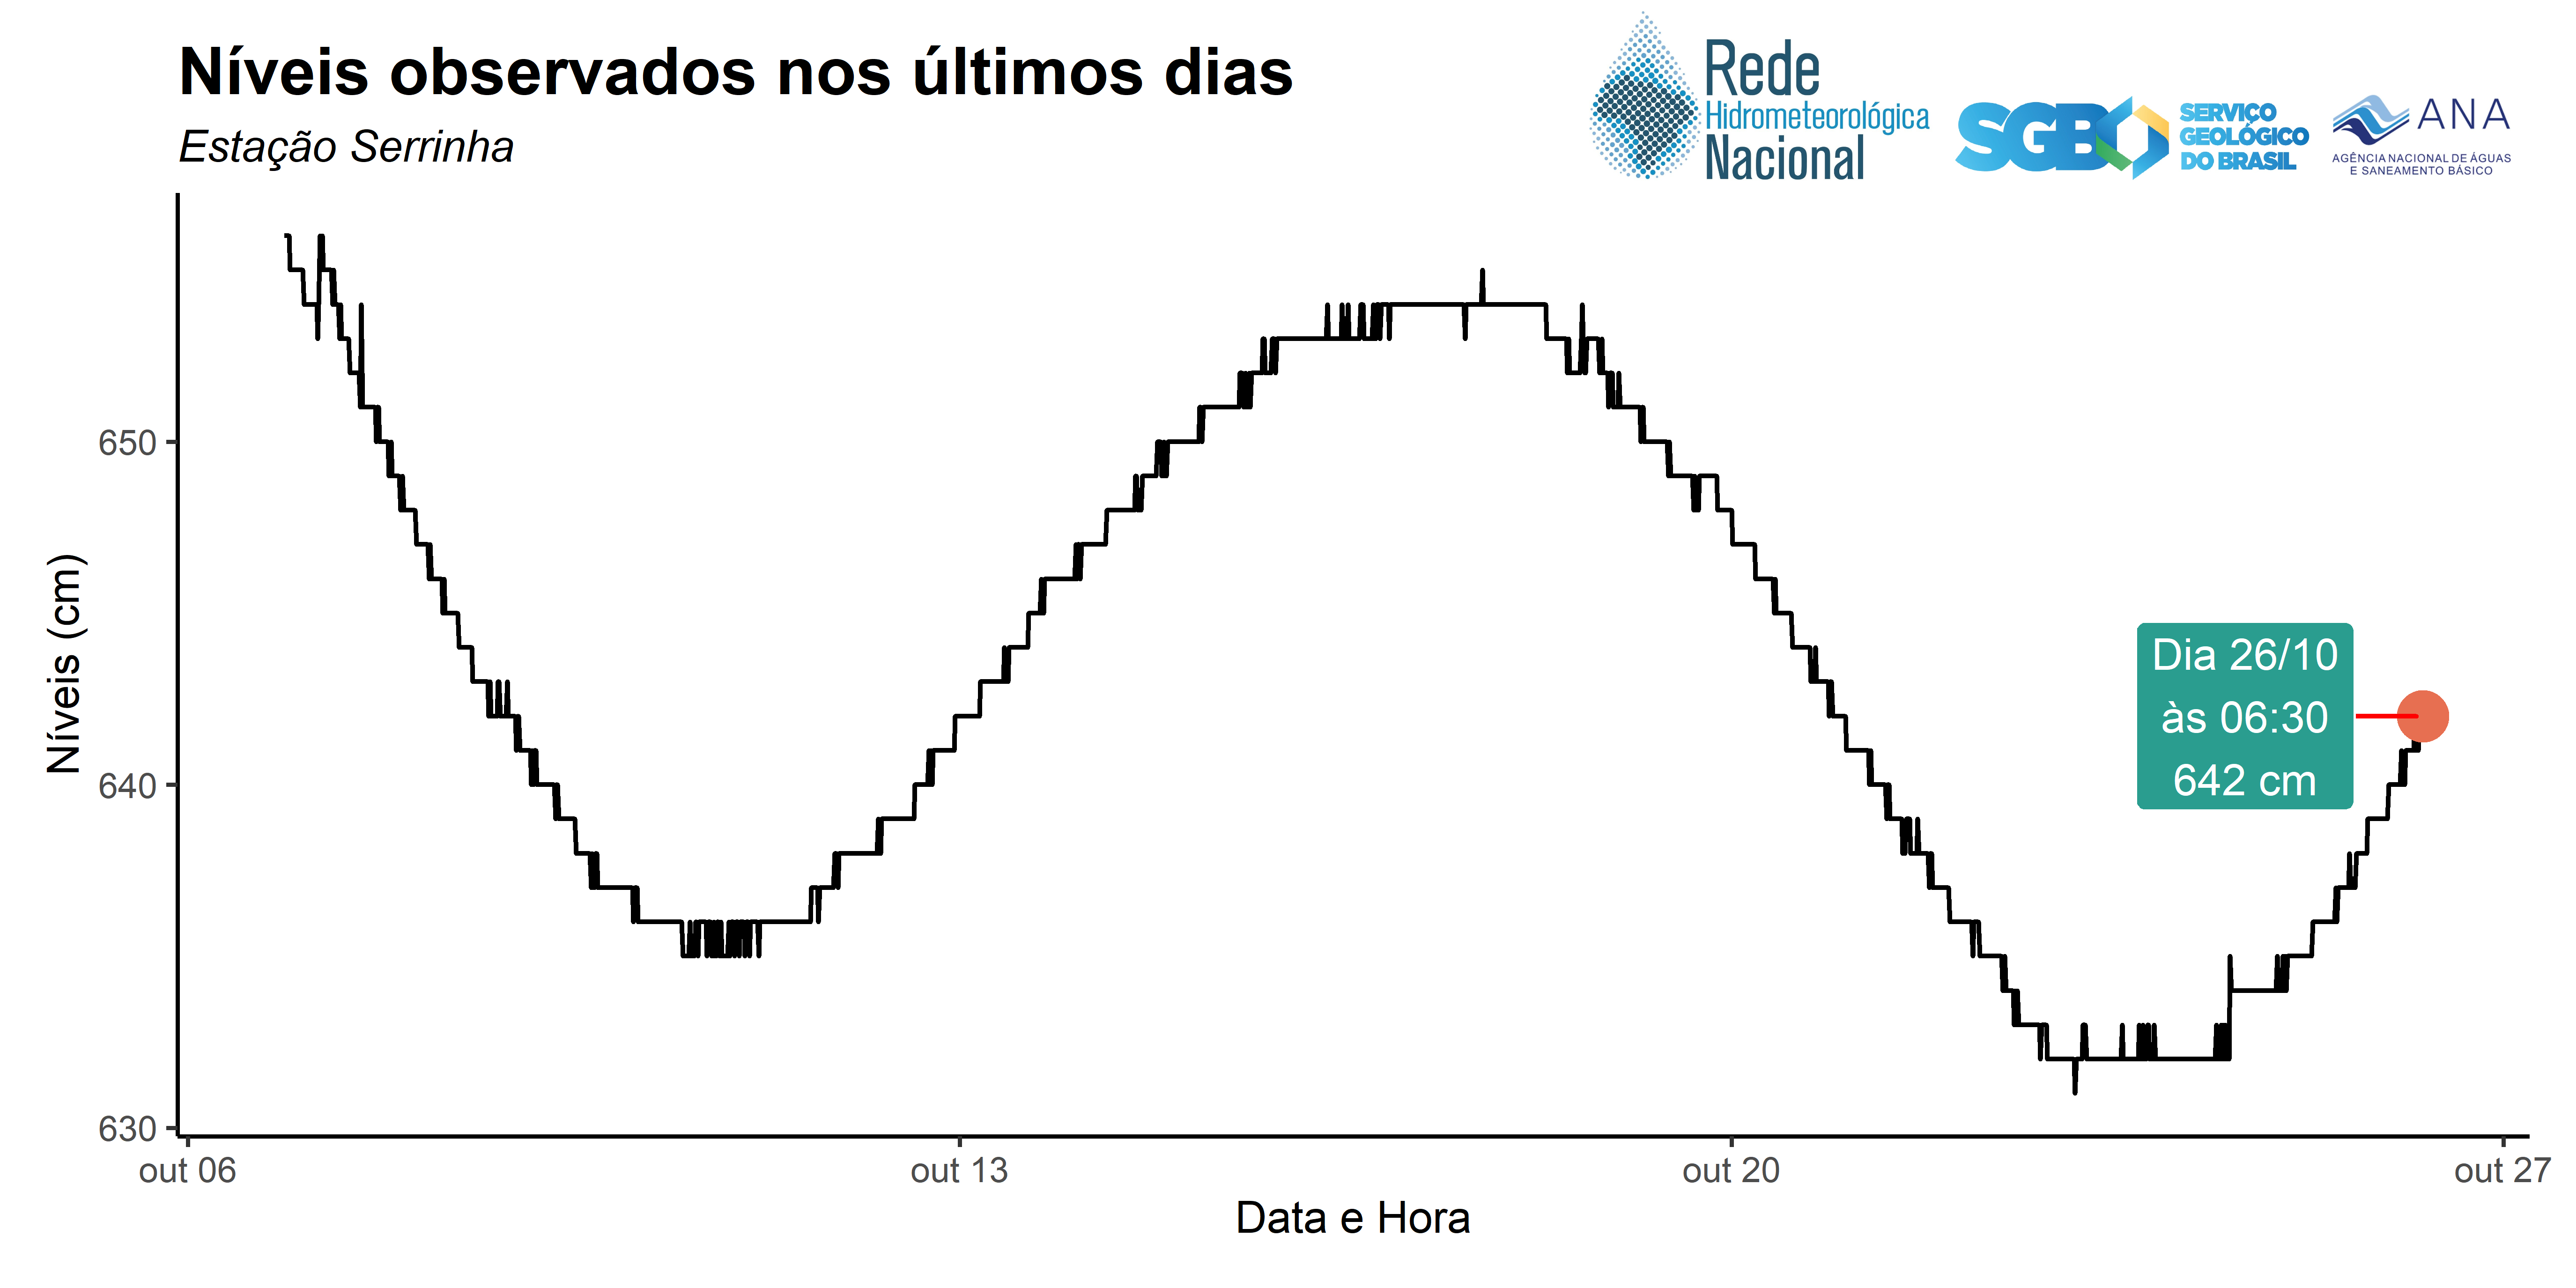 Níveis observados nos últimos dias
Estação Serrinha
Rede
Hidrometeorológica
Nacional
SGB
SERVIÇO
GEOLÓGICO
DO BRASIL
ANA
AGÊNCIA NACIONAL DE ÁGUAS
E SANEAMENTO BÁSICO
Níveis (cm)
650
640
630
Dia 26/10
às 06:30
642 cm
out 06
out 13
out 20
out 27
Data e Hora